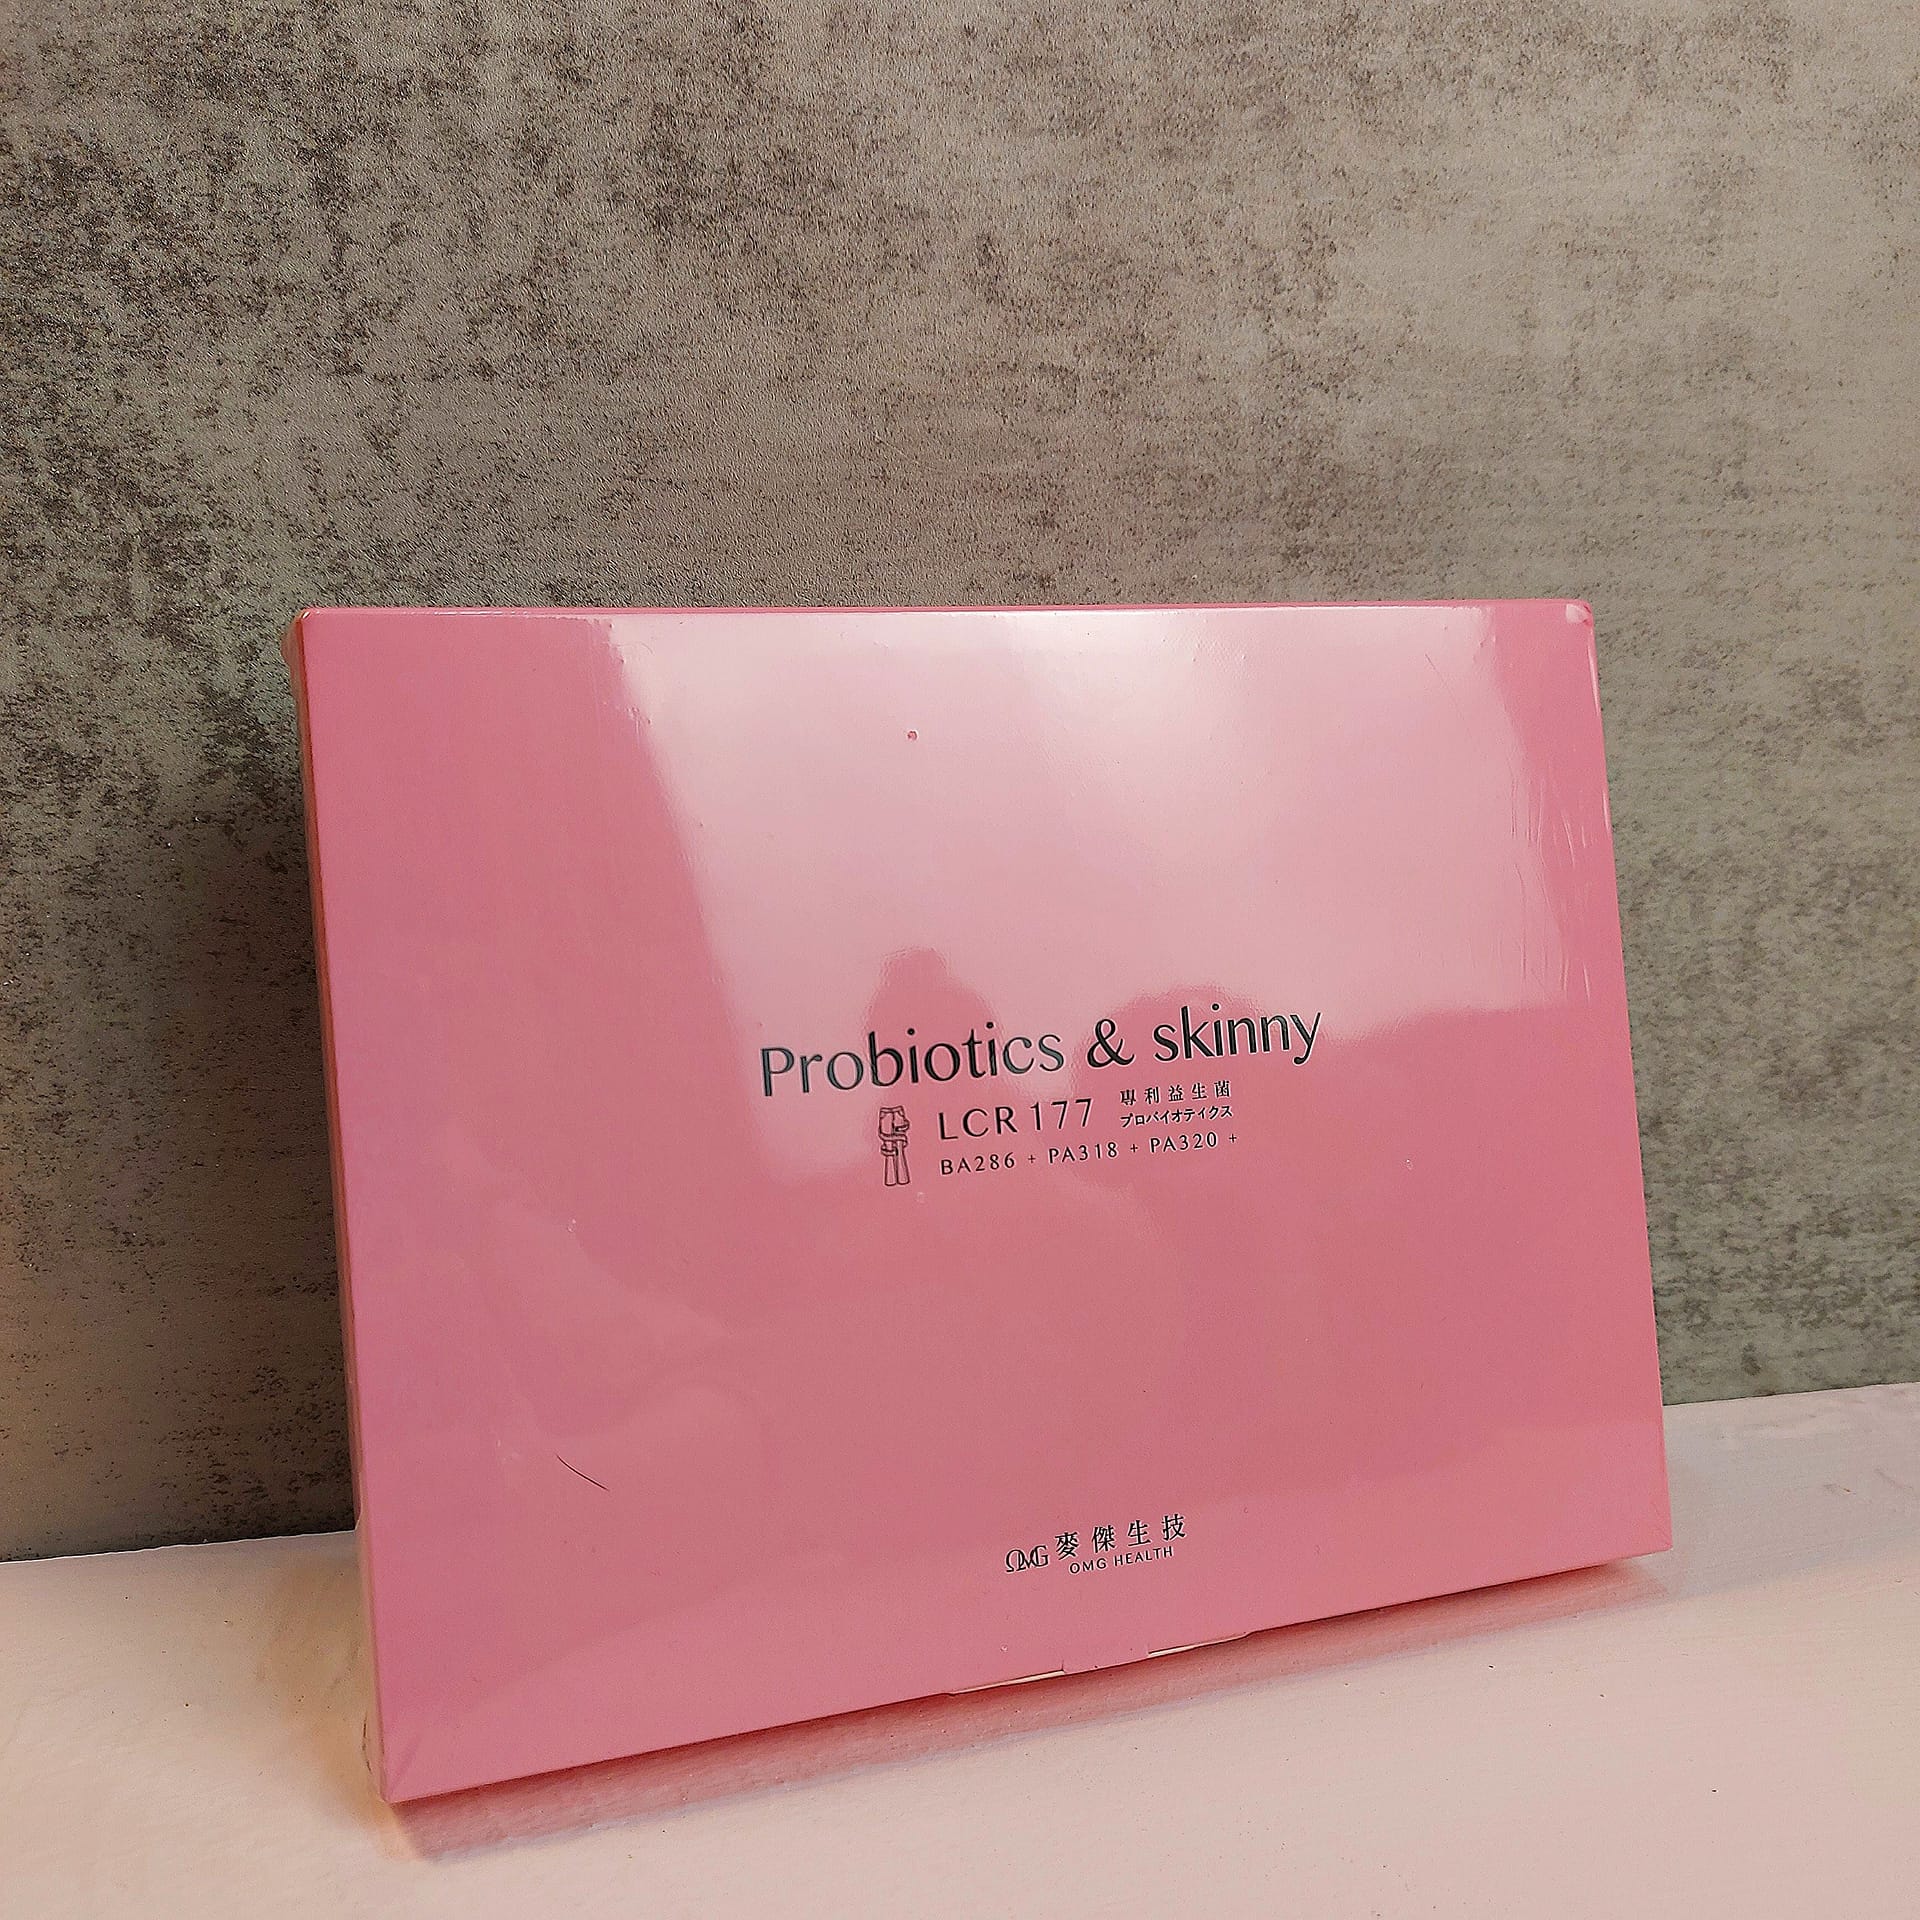 Probiotics & skinny
LCR177 專利益生菌
プロバイオティクス
BA286 + PA318 + PA320 +
OMG 麥傑生技
OMG HEALTH